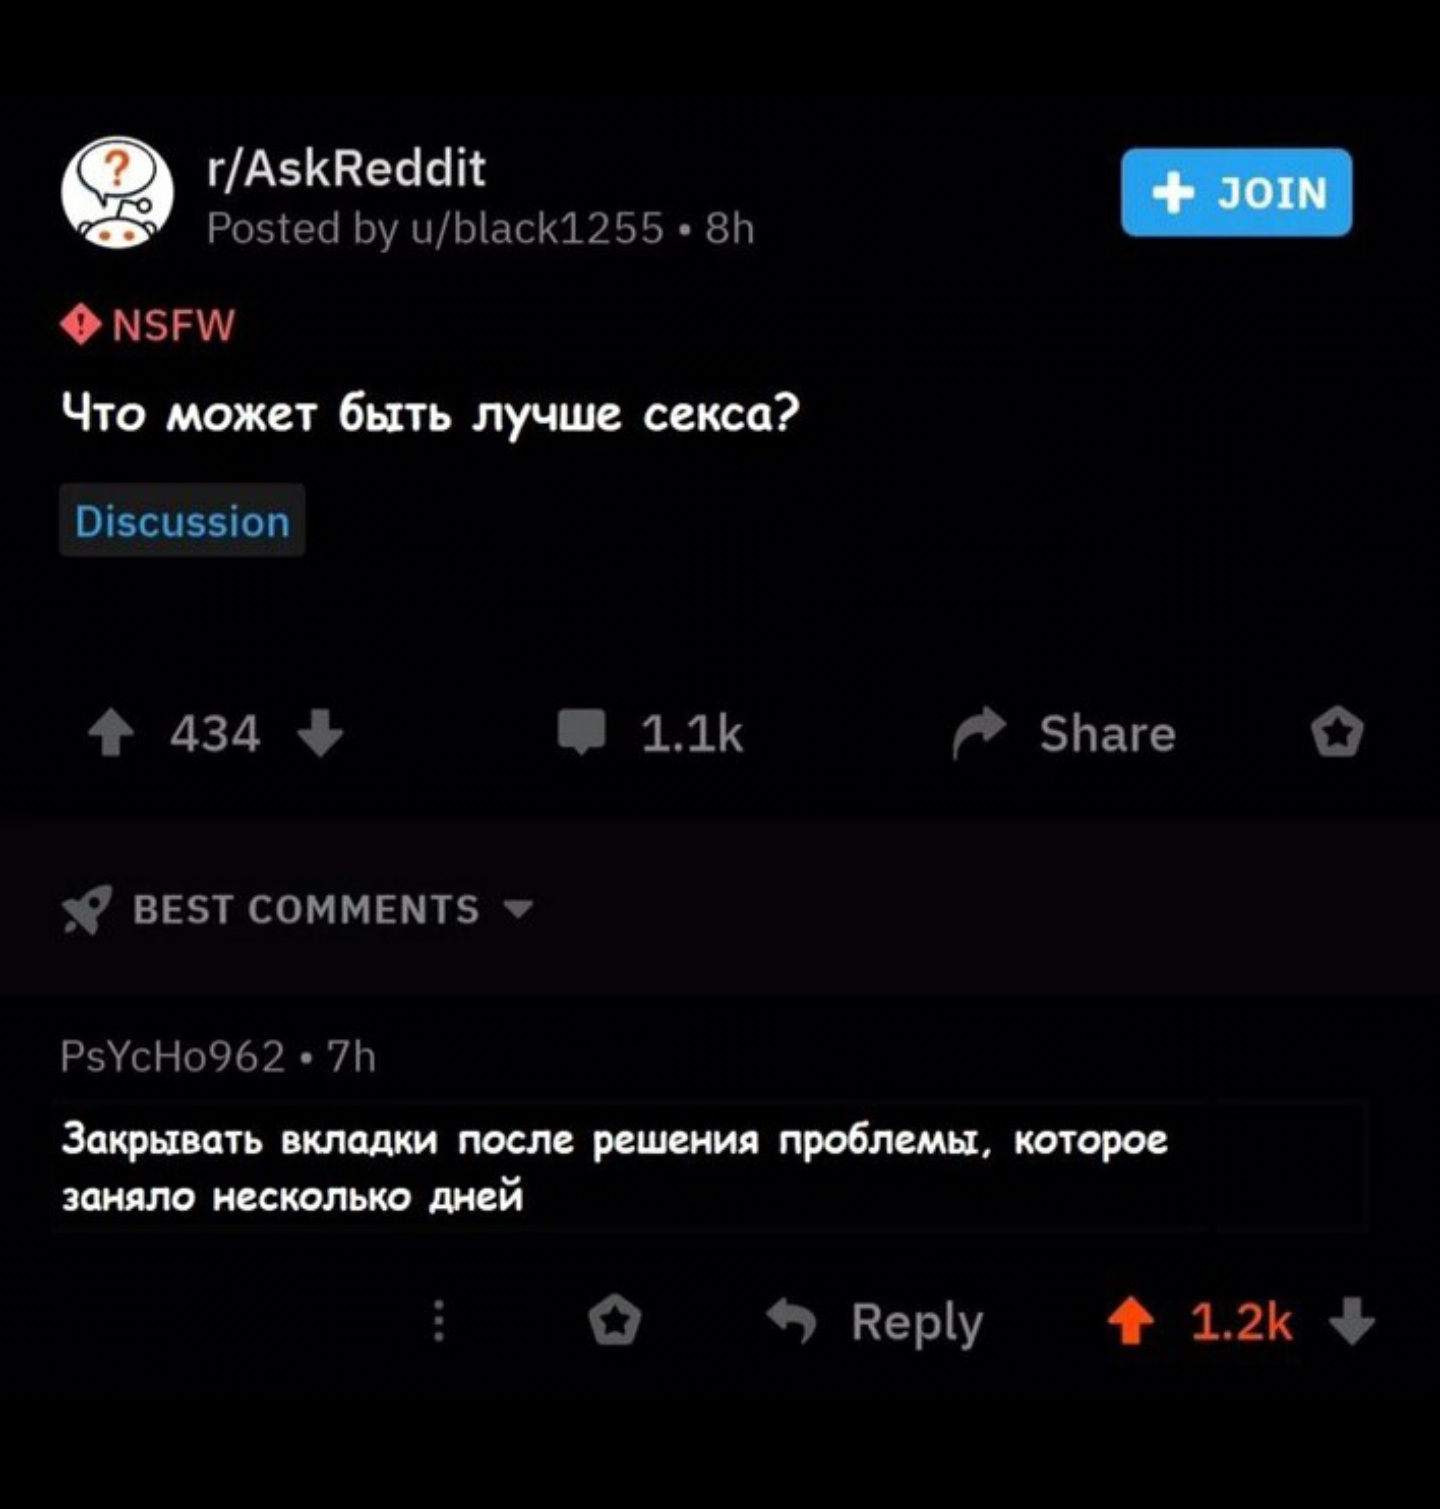 r/AskReddit
Posted by u/black1255 • 8h
+ JOIN
NSFW
Что может быть лучше секса?
Discussion
434
1.1k
Share
BEST COMMENTS
PsYcHo962 • 7h
Закрывать вкладки после решения проблемы, которое
заняло несколько дней
Reply
1.2k